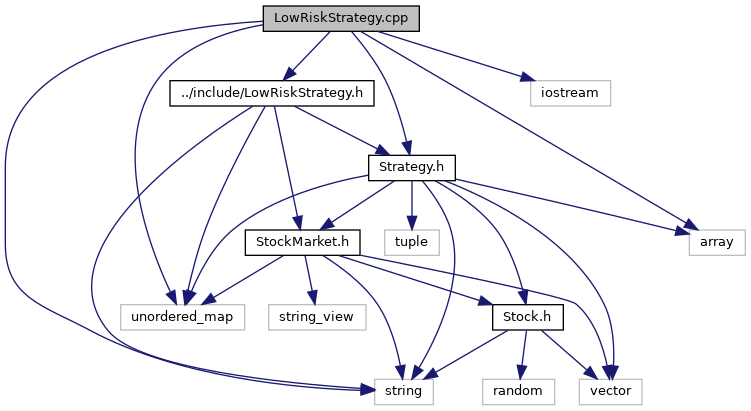 LowRiskStrategy.cpp
../include/LowRiskStrategy.h
iostream
Strategy.h
StockMarket.h
tuple
array
unordered_map
string_view
Stock.h
string
random
vector